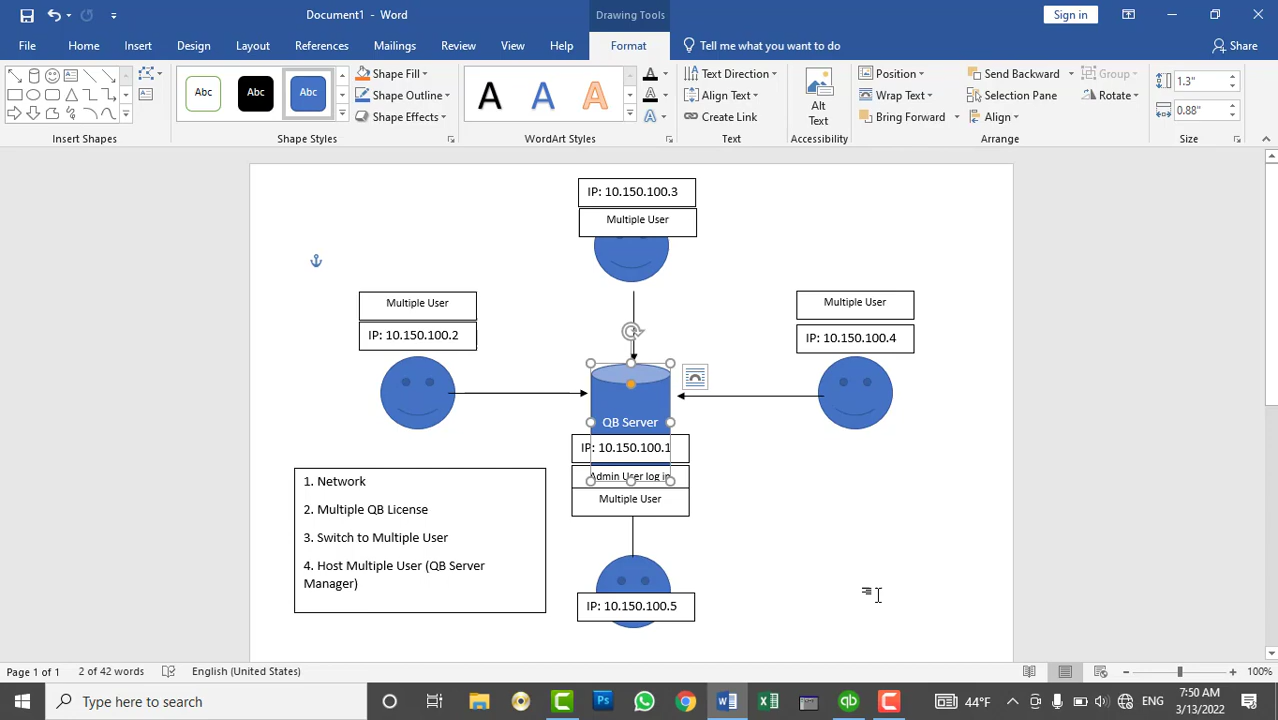 Document1 - Word
Drawing Tools
Sign in
File
Home
Insert
Design
Layout
References
Mailings
Review
View
Help
Format
Tell me what you want to do
Share
Abc
Abc
Abc
Shape Fill
Shape Outline
Shape Effects
A
A
A
A
A
A
Text Direction
Align Text
Create Link
Alt
Text
Position
Wrap Text
Bring Forward
Send Backward
Selection Pane
Align
Group
Rotate
1.3"
0.88"
Insert Shapes
Shape Styles
WordArt Styles
Text
Accessibility
Arrange
Size
IP: 10.150.100.3
Multiple User
Multiple User
IP: 10.150.100.2
Multiple User
IP: 10.150.100.4
QB Server
IP: 10.150.100.1
Admin User log in
Multiple User
1. Network
2. Multiple QB License
3. Switch to Multiple User
4. Host Multiple User (QB Server
Manager)
IP: 10.150.100.5
Page 1 of 1
2 of 42 words
English (United States)
100%
Type here to search
44°F
ENG
7:50 AM
3/13/2022